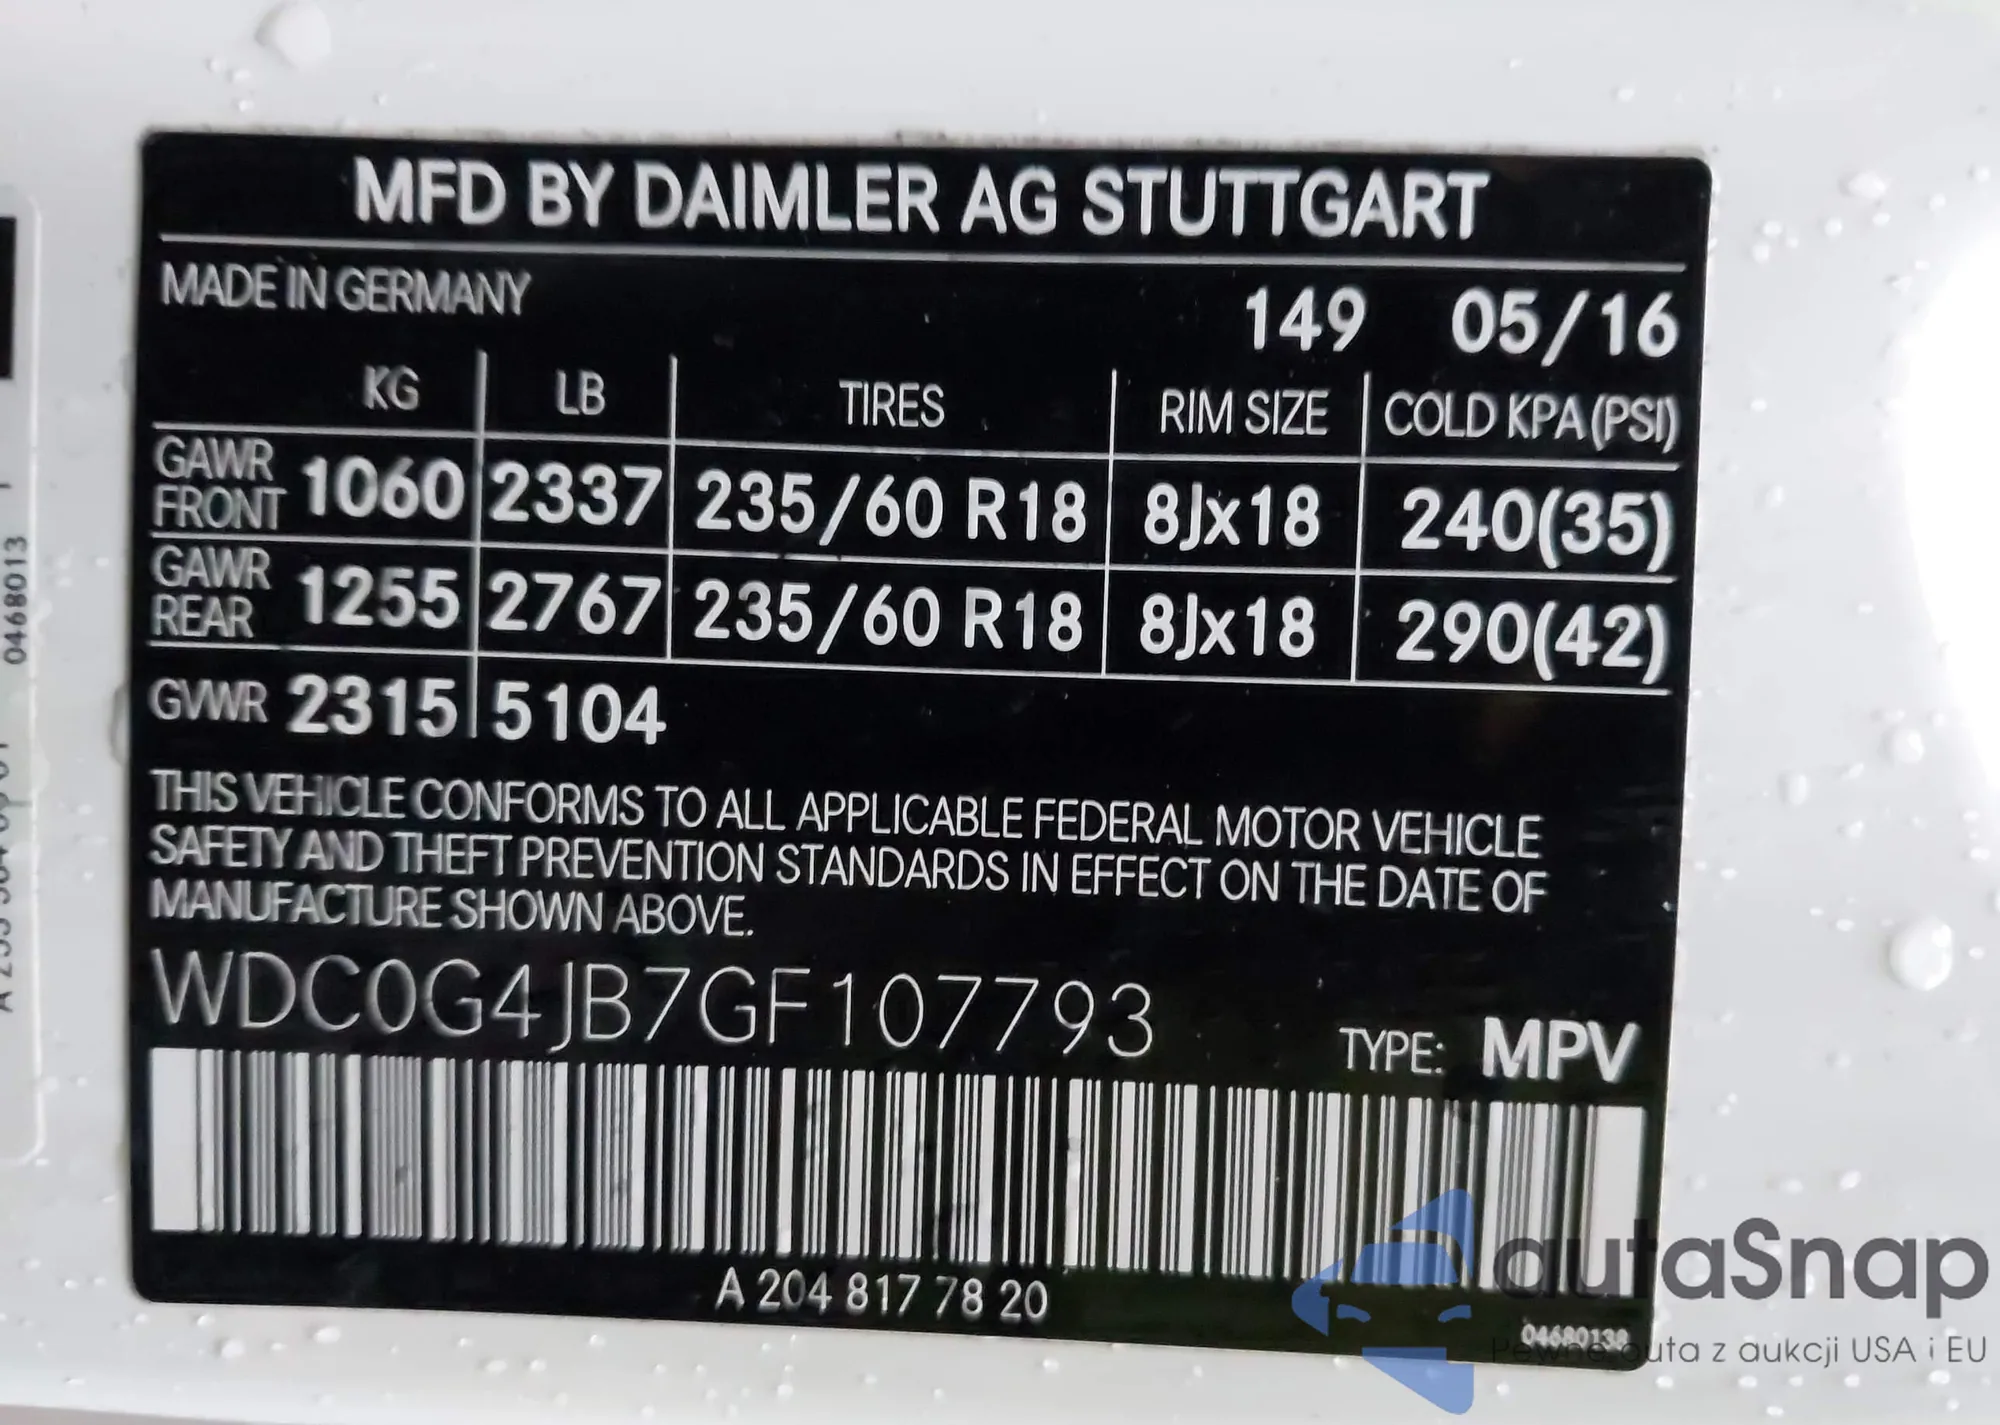 MFD BY DAIMLER AG STUTTGART
MADE IN GERMANY 149 05/16
KG LB TIRES RIM SIZE COLD KPA(PSI)
GAWR FRONT 1060 2337 235/60 R18 8Jx18 240(35)
GAWR REAR 1255 2767 235/60 R18 8Jx18 290(42)
GVWR 2315 5104
THIS VEHICLE CONFORMS TO ALL APPLICABLE FEDERAL MOTOR VEHICLE
SAFETY AND THEFT PREVENTION STANDARDS IN EFFECT ON THE DATE OF
MANUFACTURE SHOWN ABOVE.
WDC0G4JB7GF107793
TYPE: MPV
A 204 817 78 20
04680138
0468013
autaSnap
Pewne auta z aukcji USA i EU